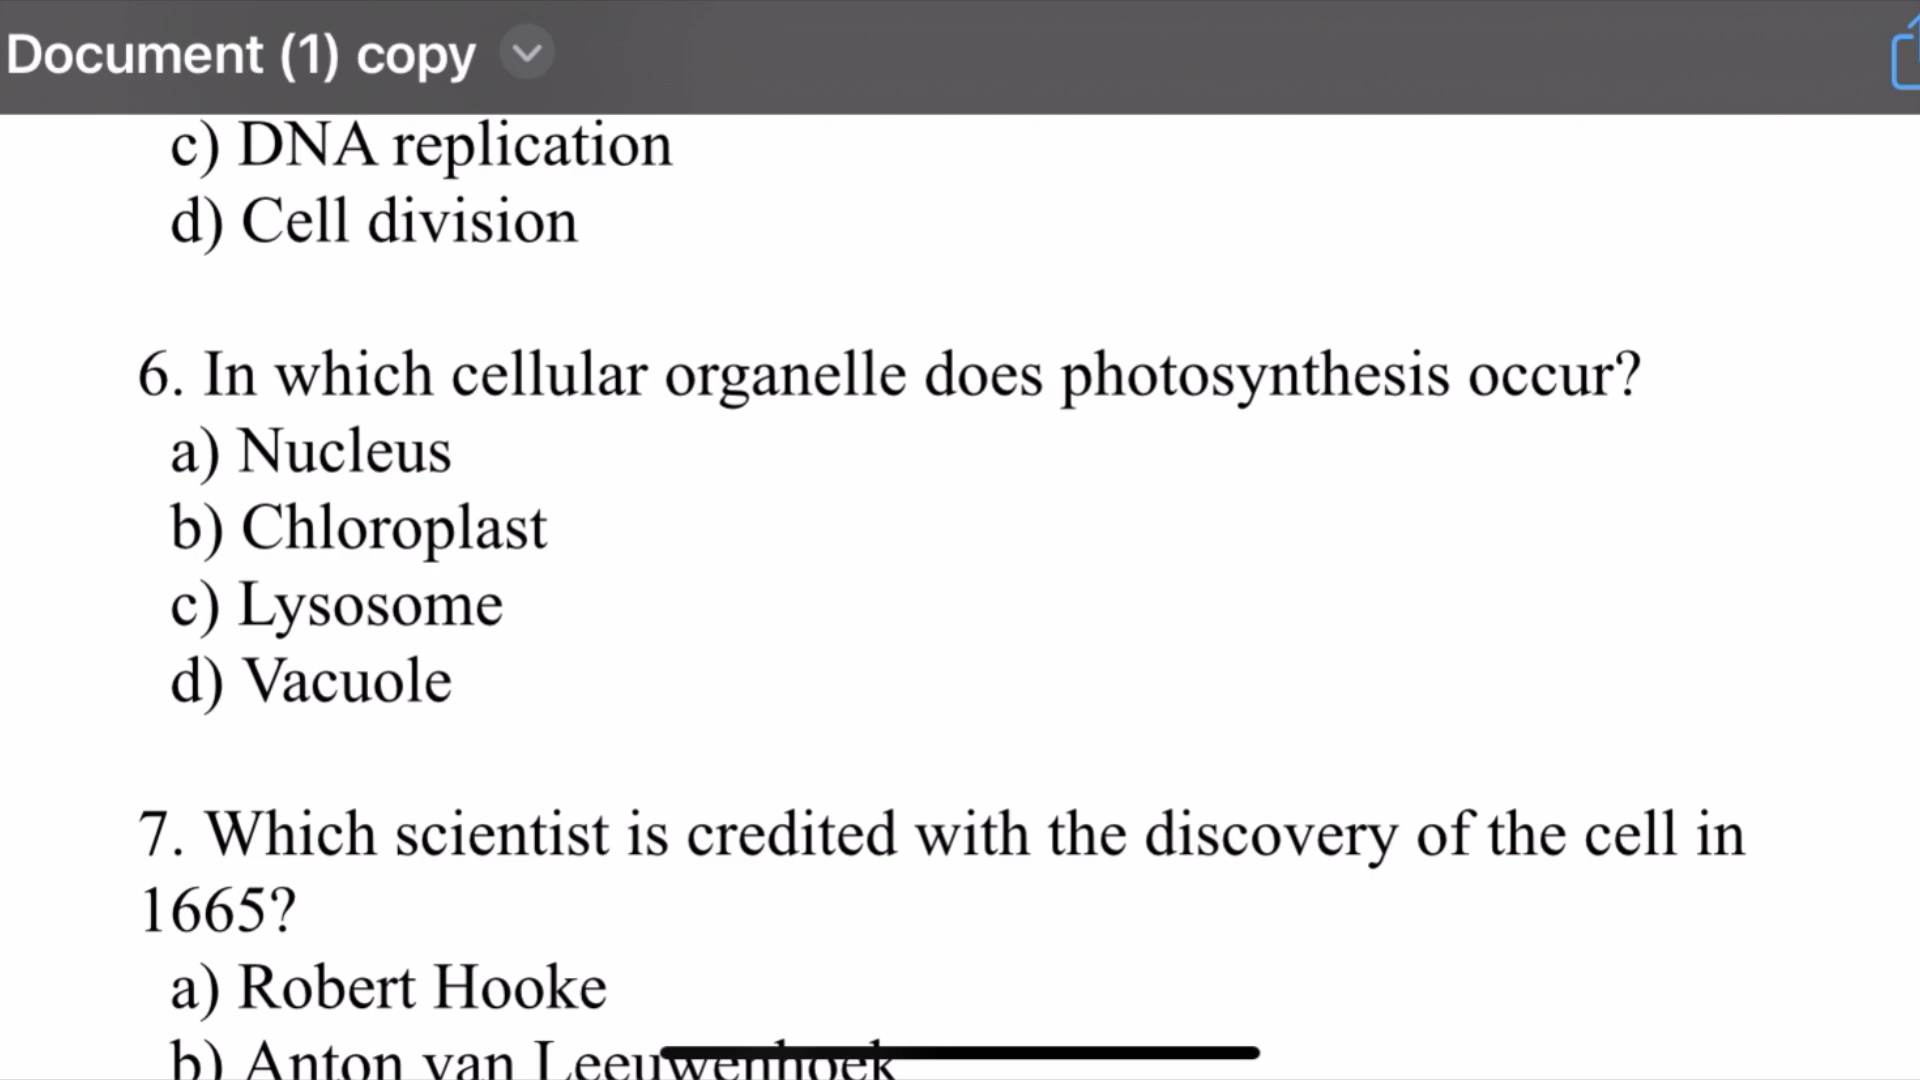 Document (1) copy
c) DNA replication
d) Cell division
6. In which cellular organelle does photosynthesis occur?
a) Nucleus
b) Chloroplast
c) Lysosome
d) Vacuole
7. Which scientist is credited with the discovery of the cell in
1665?
a) Robert Hooke
b) Anton van Leeuwenhoek